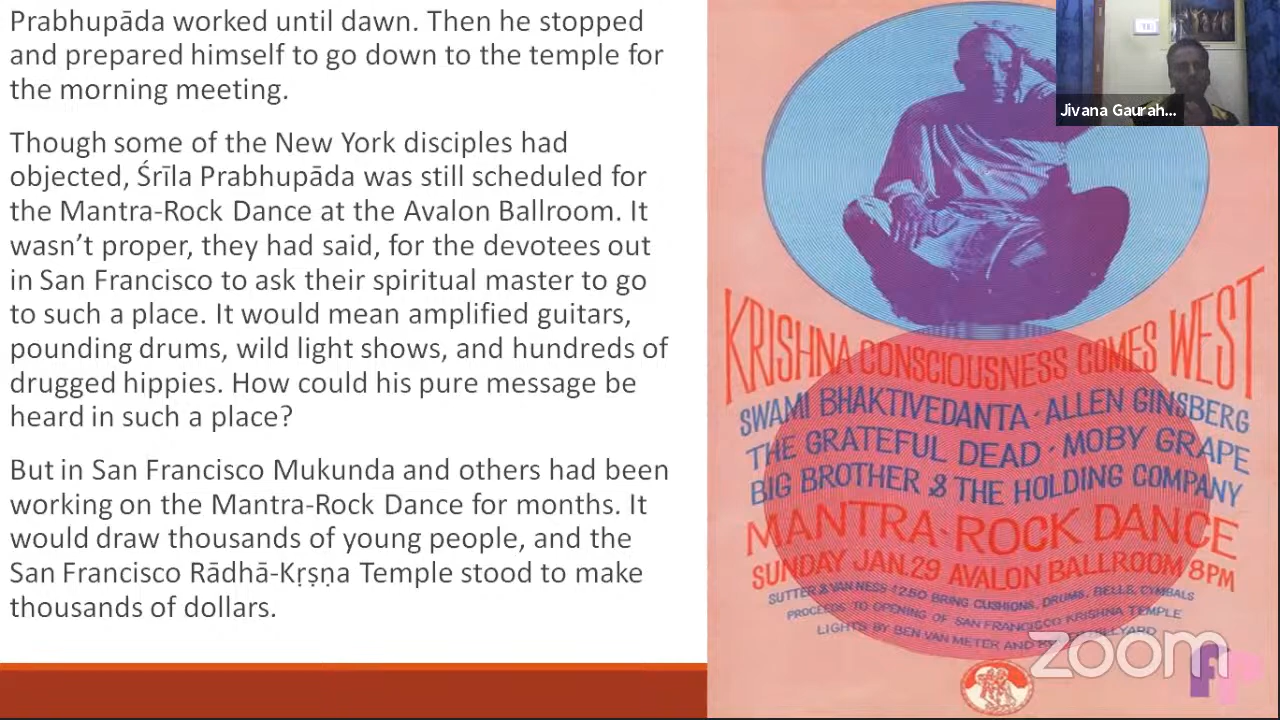 Prabhupāda worked until dawn. Then he stopped
and prepared himself to go down to the temple for
the morning meeting.
Though some of the New York disciples had
objected, Śrīla Prabhupāda was still scheduled for
the Mantra-Rock Dance at the Avalon Ballroom. It
wasn’t proper, they had said, for the devotees out
in San Francisco to ask their spiritual master to go
to such a place. It would mean amplified guitars,
pounding drums, wild light shows, and hundreds of
drugged hippies. How could his pure message be
heard in such a place?
But in San Francisco Mukunda and others had been
working on the Mantra-Rock Dance for months. It
would draw thousands of young people, and the
San Francisco Rādhā-Kṛṣṇa Temple stood to make
thousands of dollars.
Jivana Gaurah...
KRISHNA CONSCIOUSNESS COMES WEST
SWAMI BHAKTIVEDANTA · ALLEN GINSBERG
THE GRATEFUL DEAD · MOBY GRAPE
BIG BROTHER & THE HOLDING COMPANY
MANTRA-ROCK DANCE
SUNDAY JAN.29 AVALON BALLROOM 8PM
SUTTER & VAN NESS $2.50 BRING CUSHIONS, DRUMS, BELLS, CYMBALS
PROCEEDS TO OPENING OF SAN FRANCISCO KRISHNA TEMPLE
LIGHTS BY BEN VAN METER AND
zoom